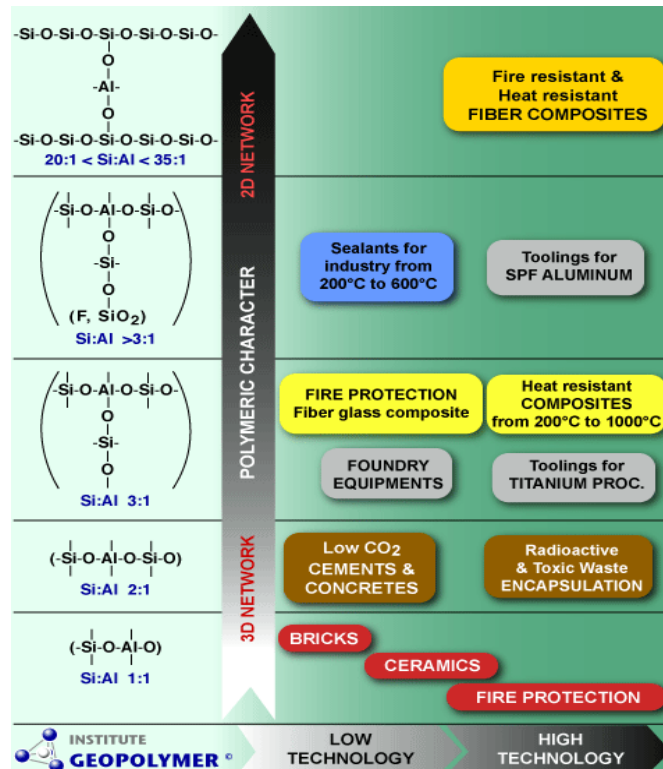 -Si-O-Si-O-Si-O-Si-O-Si-O-
O
-Al-
O
-Si-O-Si-O-Si-O-Si-O-Si-O-
20:1 < Si:Al < 35:1
Fire resistant &
Heat resistant
FIBER COMPOSITES
2D NETWORK
-Si-O-Al-O-Si-O-
O
-Si-
O
(F, SiO2)
Si:Al >3:1
Sealants for
industry from
200°C to 600°C
Toolings for
SPF ALUMINUM
POLYMERIC CHARACTER
-Si-O-Al-O-Si-O-
O
-Si-
O
Si:Al 3:1
FIRE PROTECTION
Fiber glass composite
Heat resistant
COMPOSITES
from 200°C to 1000°C
FOUNDRY
EQUIPMENTS
Toolings for
TITANIUM PROC.
3D NETWORK
(-Si-O-Al-O-Si-O)
Si:Al 2:1
Low CO2
CEMENTS &
CONCRETES
Radioactive
& Toxic Waste
ENCAPSULATION
(-Si-O-Al-O)
Si:Al 1:1
BRICKS
CERAMICS
FIRE PROTECTION
INSTITUTE
GEOPOLYMER ©
LOW
TECHNOLOGY
HIGH
TECHNOLOGY